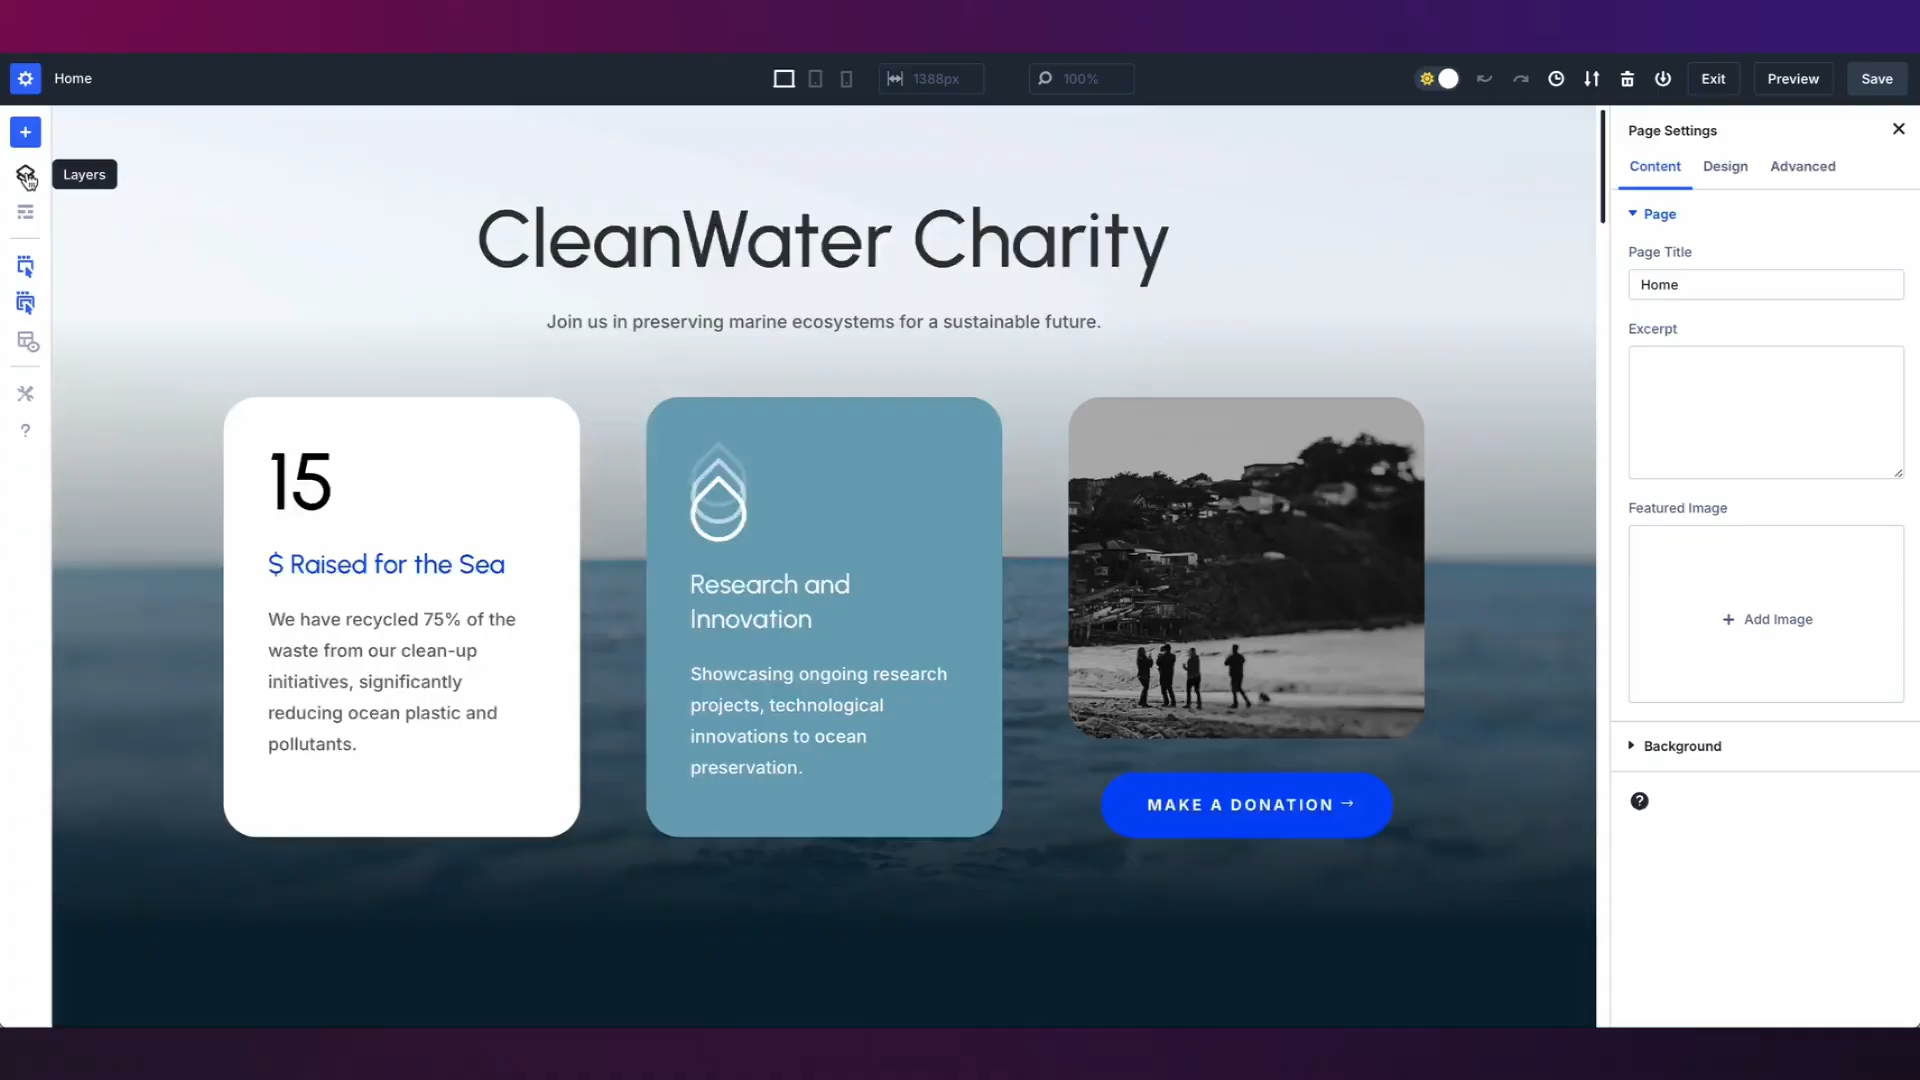 Home
1388px
100%
Exit
Preview
Save
Layers
CleanWater Charity
Join us in preserving marine ecosystems for a sustainable future.
15
$ Raised for the Sea
We have recycled 75% of the
waste from our clean-up
initiatives, significantly
reducing ocean plastic and
pollutants.
Research and
Innovation
Showcasing ongoing research
projects, technological
innovations to ocean
preservation.
MAKE A DONATION →
Page Settings
Content
Design
Advanced
Page
Page Title
Home
Excerpt
Featured Image
+ Add Image
Background